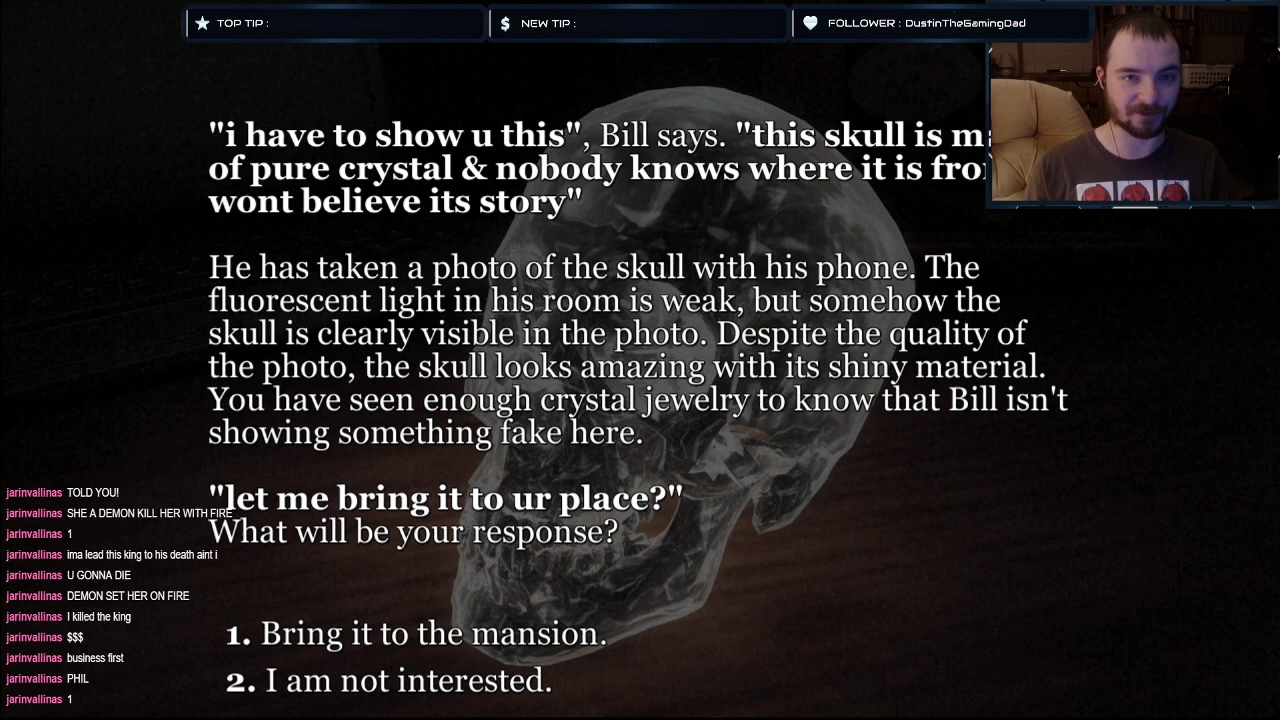 TOP TIP :
NEW TIP :
FOLLOWER : DustinTheGamingDad
"i have to show u this", Bill says. "this skull is
of pure crystal & nobody knows where it is
wont believe its story"
He has taken a photo of the skull with his phone. The
fluorescent light in his room is weak, but somehow the
skull is clearly visible in the photo. Despite the quality of
the photo, the skull looks amazing with its shiny material.
You have seen enough crystal jewelry to know that Bill isn't
showing something fake here.
"let me bring it to ur place?"
What will be your response?
1. Bring it to the mansion.
2. I am not interested.
jarinvallinas TOLD YOU!
jarinvallinas SHE A DEMON KILL HER WITH FIRE
jarinvallinas 1
jarinvallinas ima lead this king to his death aint i
jarinvallinas U GONNA DIE
jarinvallinas DEMON SET HER ON FIRE
jarinvallinas I killed the king
jarinvallinas $$$
jarinvallinas business first
jarinvallinas PHIL
jarinvallinas 1